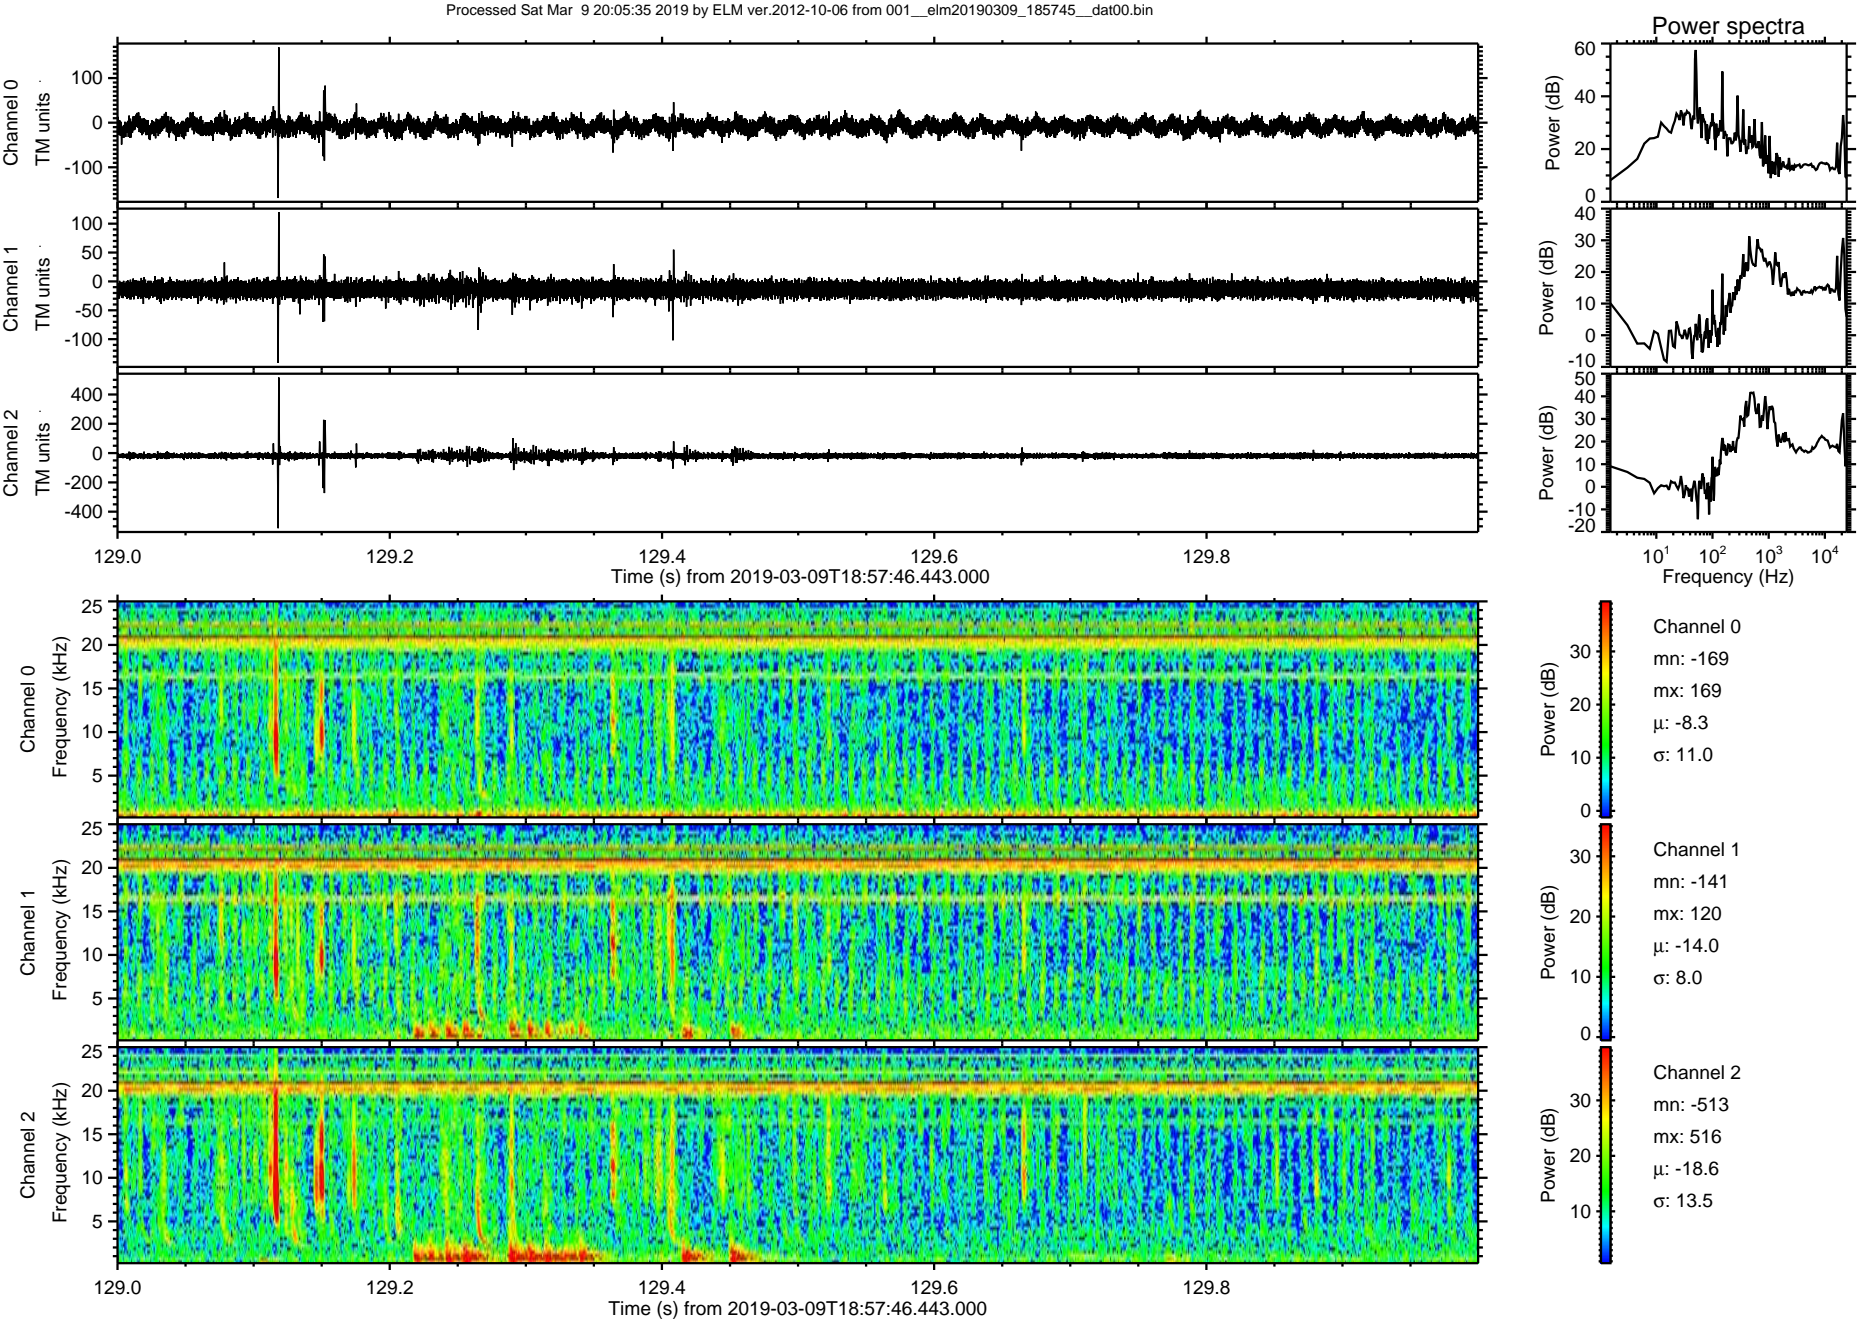 Processed Sat Mar  9 20:05:35 2019 by ELM ver.2012-10-06 from 001__elm20190309_185745__dat00.bin
Power spectra
Channel 0
TM units
100
0
-100
Power (dB)
60
40
20
0
Channel 1
TM units
100
50
0
-50
-100
Power (dB)
40
30
20
10
0
-10
Channel 2
TM units
400
200
0
-200
-400
Power (dB)
50
40
30
20
10
0
-10
-20
129.0 129.2 129.4 129.6 129.8
Time (s) from 2019-03-09T18:57:46.443.000
10^1 10^2 10^3 10^4
Frequency (Hz)
Channel 0
Frequency (kHz)
25
20
15
10
5
Power (dB)
30
20
10
0
Channel 0
mn: -169
mx: 169
μ: -8.3
σ: 11.0
Channel 1
Frequency (kHz)
25
20
15
10
5
Power (dB)
30
20
10
0
Channel 1
mn: -141
mx: 120
μ: -14.0
σ: 8.0
Channel 2
Frequency (kHz)
25
20
15
10
5
Power (dB)
30
20
10
Channel 2
mn: -513
mx: 516
μ: -18.6
σ: 13.5
129.0 129.2 129.4 129.6 129.8
Time (s) from 2019-03-09T18:57:46.443.000